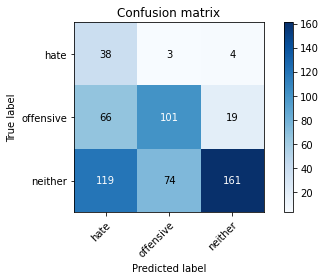 Confusion matrix
True label
hate
offensive
neither
38 3 4
66 101 19
119 74 161
hate offensive neither
Predicted label
160
140
120
100
80
60
40
20